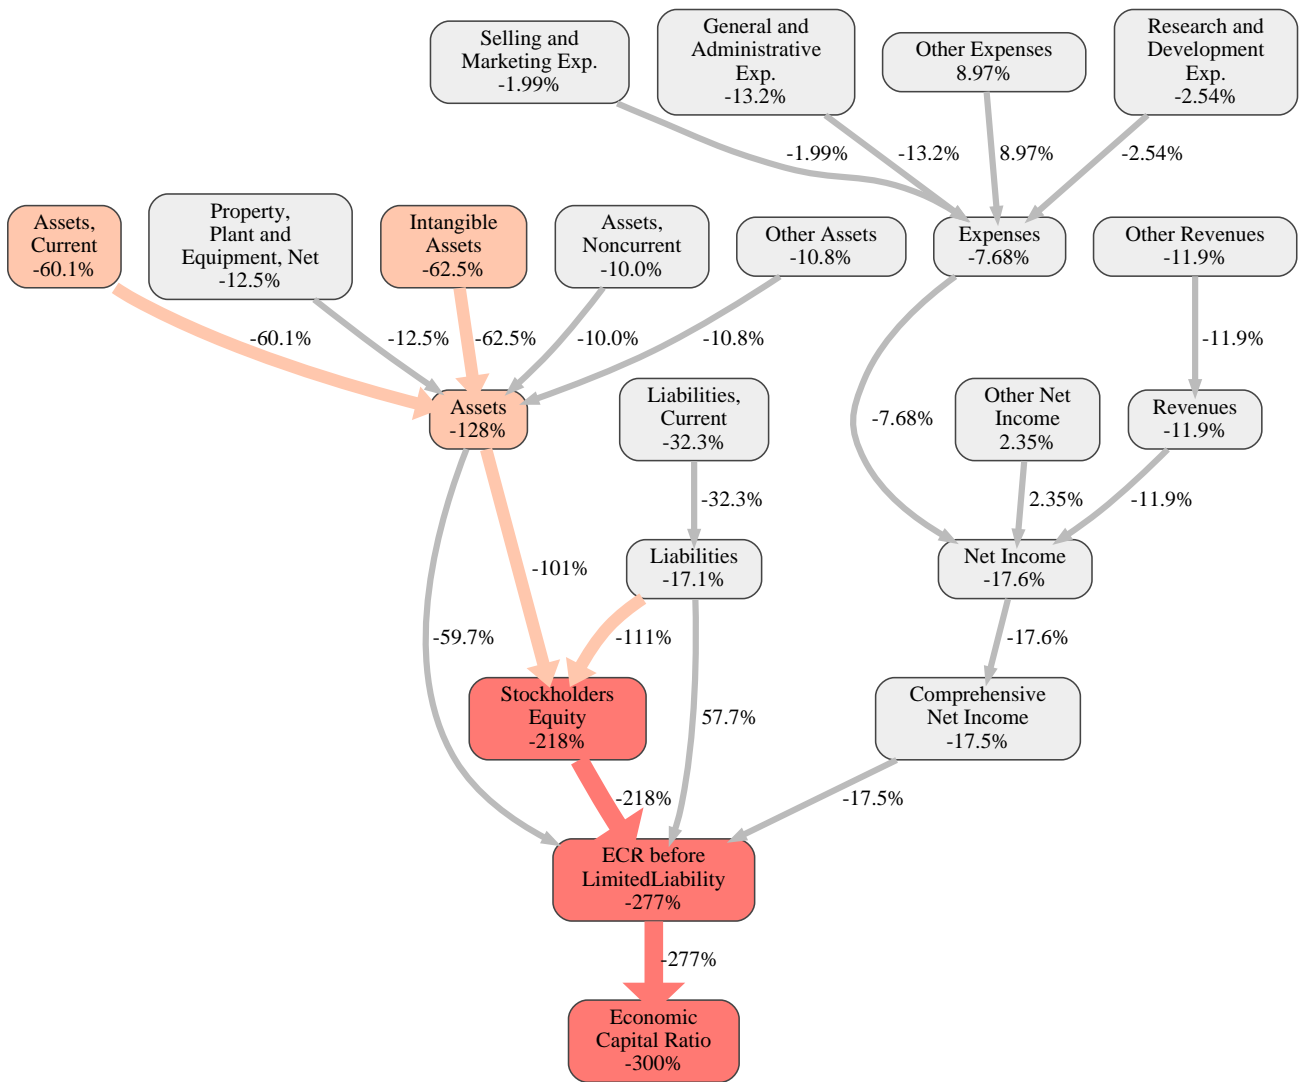 Selling and
Marketing Exp.
-1.99%
General and
Administrative
Exp.
-13.2%
Other Expenses
8.97%
Research and
Development
Exp.
-2.54%
-1.99%
-13.2%
8.97%
-2.54%
Assets,
Current
-60.1%
Property,
Plant and
Equipment, Net
-12.5%
Intangible
Assets
-62.5%
Assets,
Noncurrent
-10.0%
Other Assets
-10.8%
Expenses
-7.68%
Other Revenues
-11.9%
-60.1%
-12.5%
-62.5%
-10.0%
-10.8%
-11.9%
Assets
-128%
Liabilities,
Current
-32.3%
-7.68%
Other Net
Income
2.35%
Revenues
-11.9%
-32.3%
2.35%
-11.9%
-101%
Liabilities
-17.1%
Net Income
-17.6%
-59.7%
-111%
-17.6%
Stockholders
Equity
-218%
57.7%
Comprehensive
Net Income
-17.5%
-218%
-17.5%
ECR before
LimitedLiability
-277%
-277%
Economic
Capital Ratio
-300%